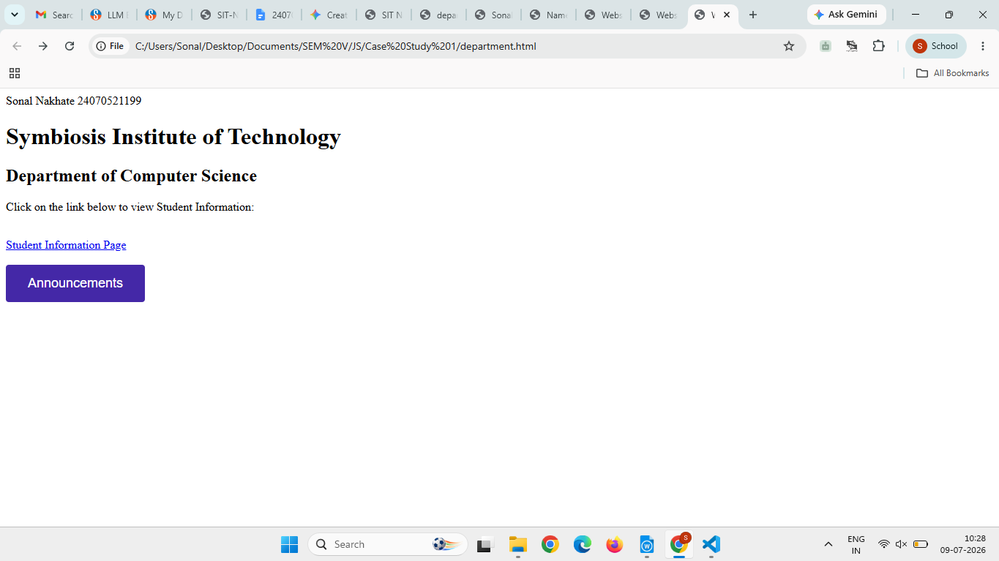 Searc
LLM E
My D
SIT-N
2407
Creat
SIT N
depa
Sona
Name
Webs
Webs
Ask Gemini
File
C:/Users/Sonal/Desktop/Documents/SEM%20V/JS/Case%20Study%201/department.html
S
School
All Bookmarks
Sonal Nakhate 24070521199
Symbiosis Institute of Technology
Department of Computer Science
Click on the link below to view Student Information:
Student Information Page
Announcements
Search
S
ENG
IN
10:28
09-07-2026